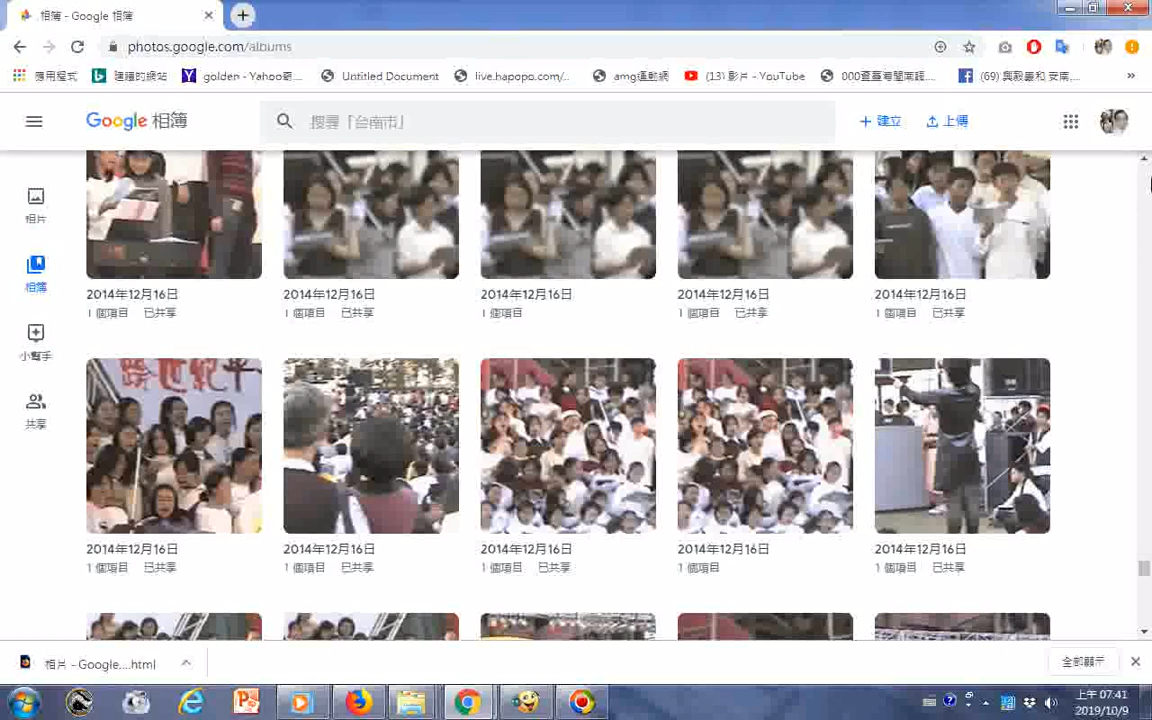 相簿 - Google 相簿
photos.google.com/albums
應用程式
建議的網站
golden - Yahoo奇...
Untitled Document
live.hapopo.com/...
amg運動網
(13) 影片 - YouTube
Google 相簿
搜尋「台南市」
建立
上傳
相片
相簿
小幫手
共享
2014年12月16日
1 個項目 已共享
2014年12月16日
1 個項目 已共享
2014年12月16日
1 個項目
2014年12月16日
1 個項目 已共享
2014年12月16日
1 個項目 已共享
跨世紀
2014年12月16日
1 個項目 已共享
2014年12月16日
1 個項目 已共享
2014年12月16日
1 個項目 已共享
2014年12月16日
1 個項目
2014年12月16日
1 個項目 已共享
相片 - Google....html
全部顯示
上午 07:41
2019/10/9